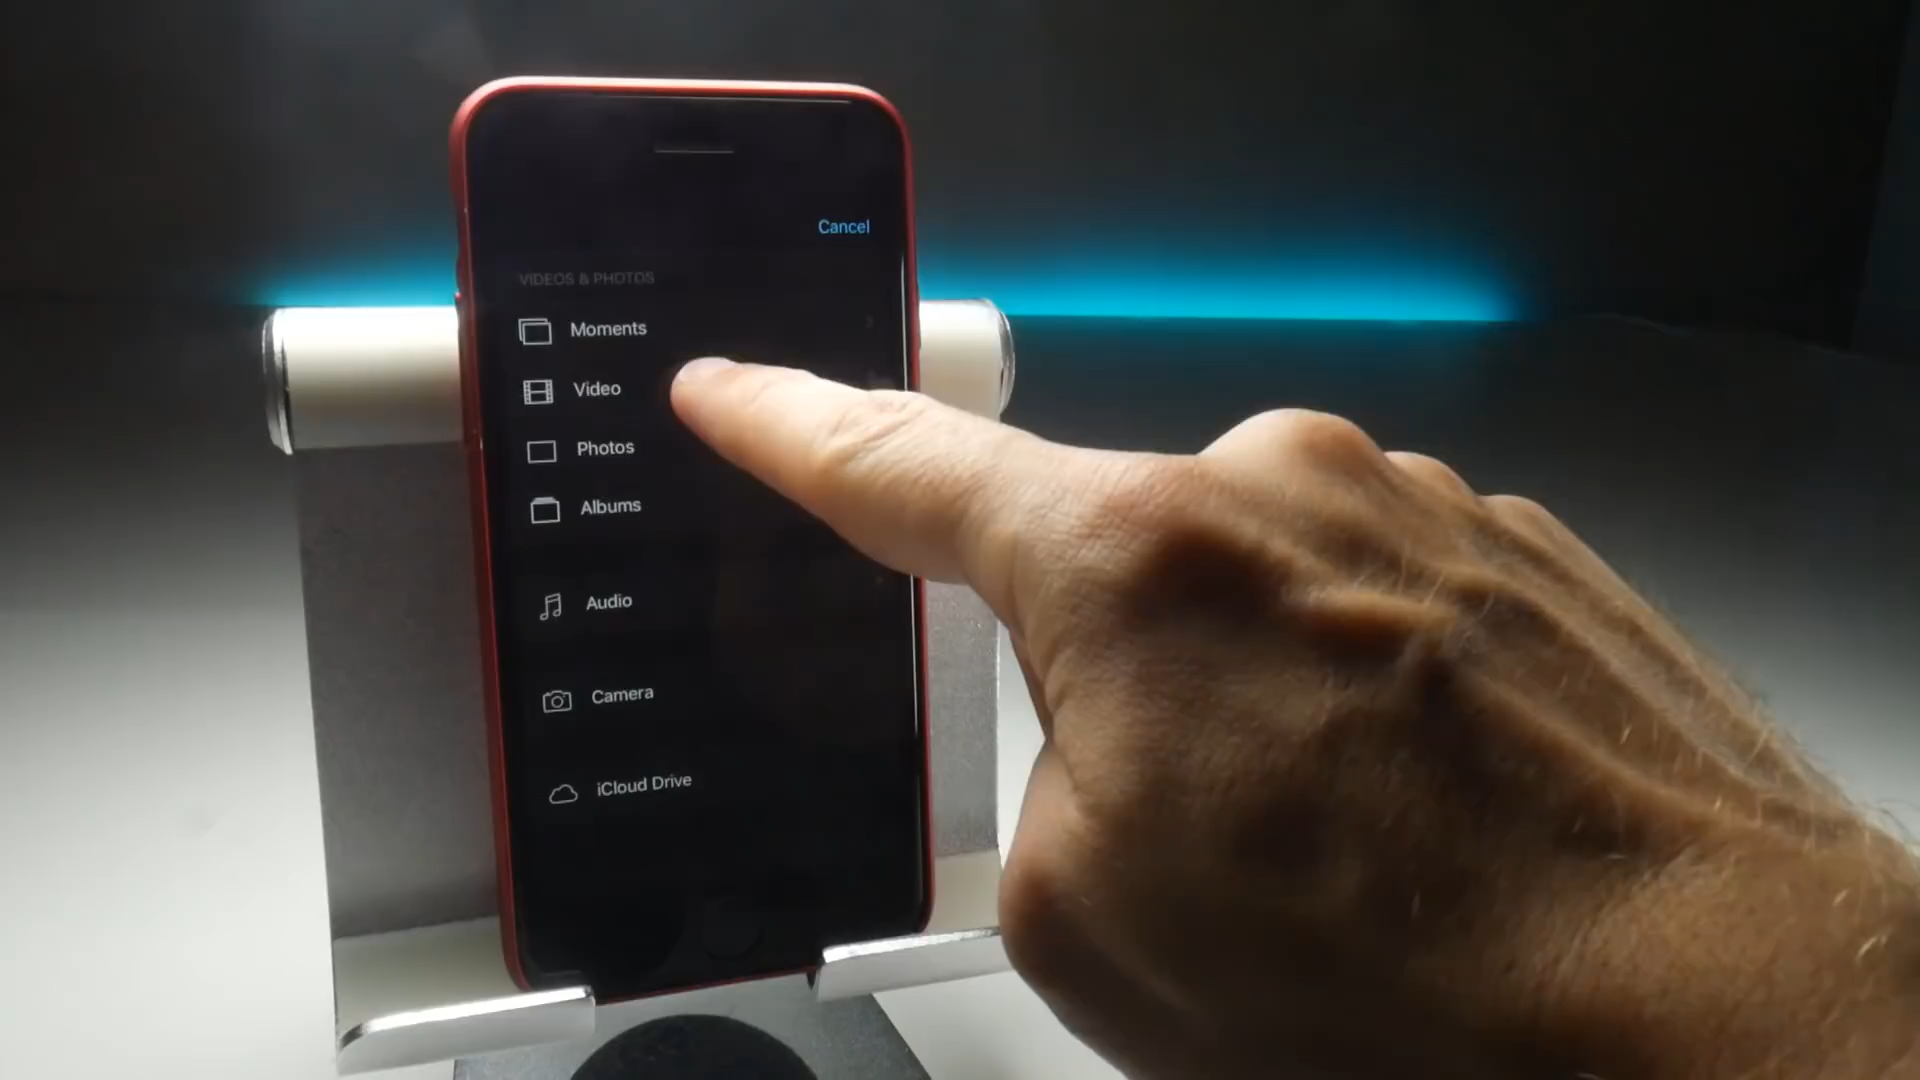 Cancel
VIDEOS & PHOTOS
Moments
Video
Photos
Albums
Audio
Camera
iCloud Drive